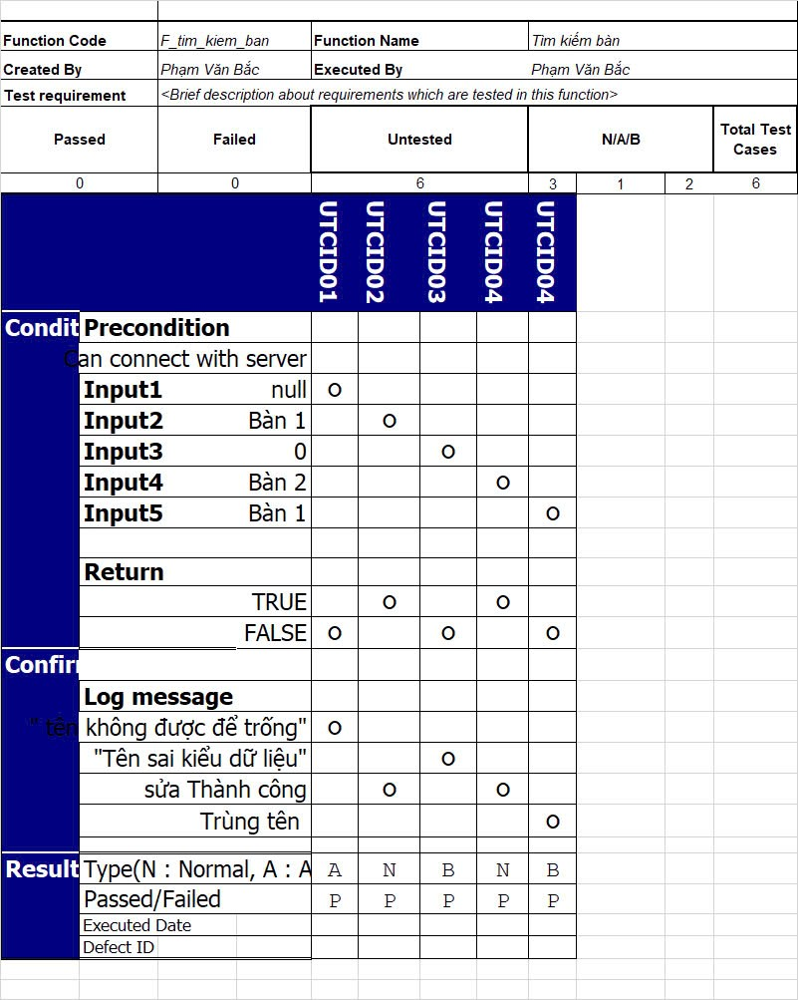 Function Code F_tim_kiem_ban Function Name Tìm kiếm bàn
Created By Phạm Văn Bắc Executed By Phạm Văn Bắc
Test requirement <Brief description about requirements which are tested in this function>
Passed Failed Untested N/A/B Total Test Cases
0 0 6 3 1 2 6
UTCID01 UTCID02 UTCID03 UTCID04 UTCID04
Condit Precondition
Can connect with server
Input1 null O
Input2 Bàn 1 O
Input3 0 O
Input4 Bàn 2 O
Input5 Bàn 1 O
Return
TRUE O O
FALSE O O O
Confirm
Log message
" tên không được để trống" O
"Tên sai kiểu dữ liệu" O
sửa Thành công O O
Trùng tên O
Result Type(N : Normal, A : A A N B N B
Passed/Failed P P P P P
Executed Date
Defect ID